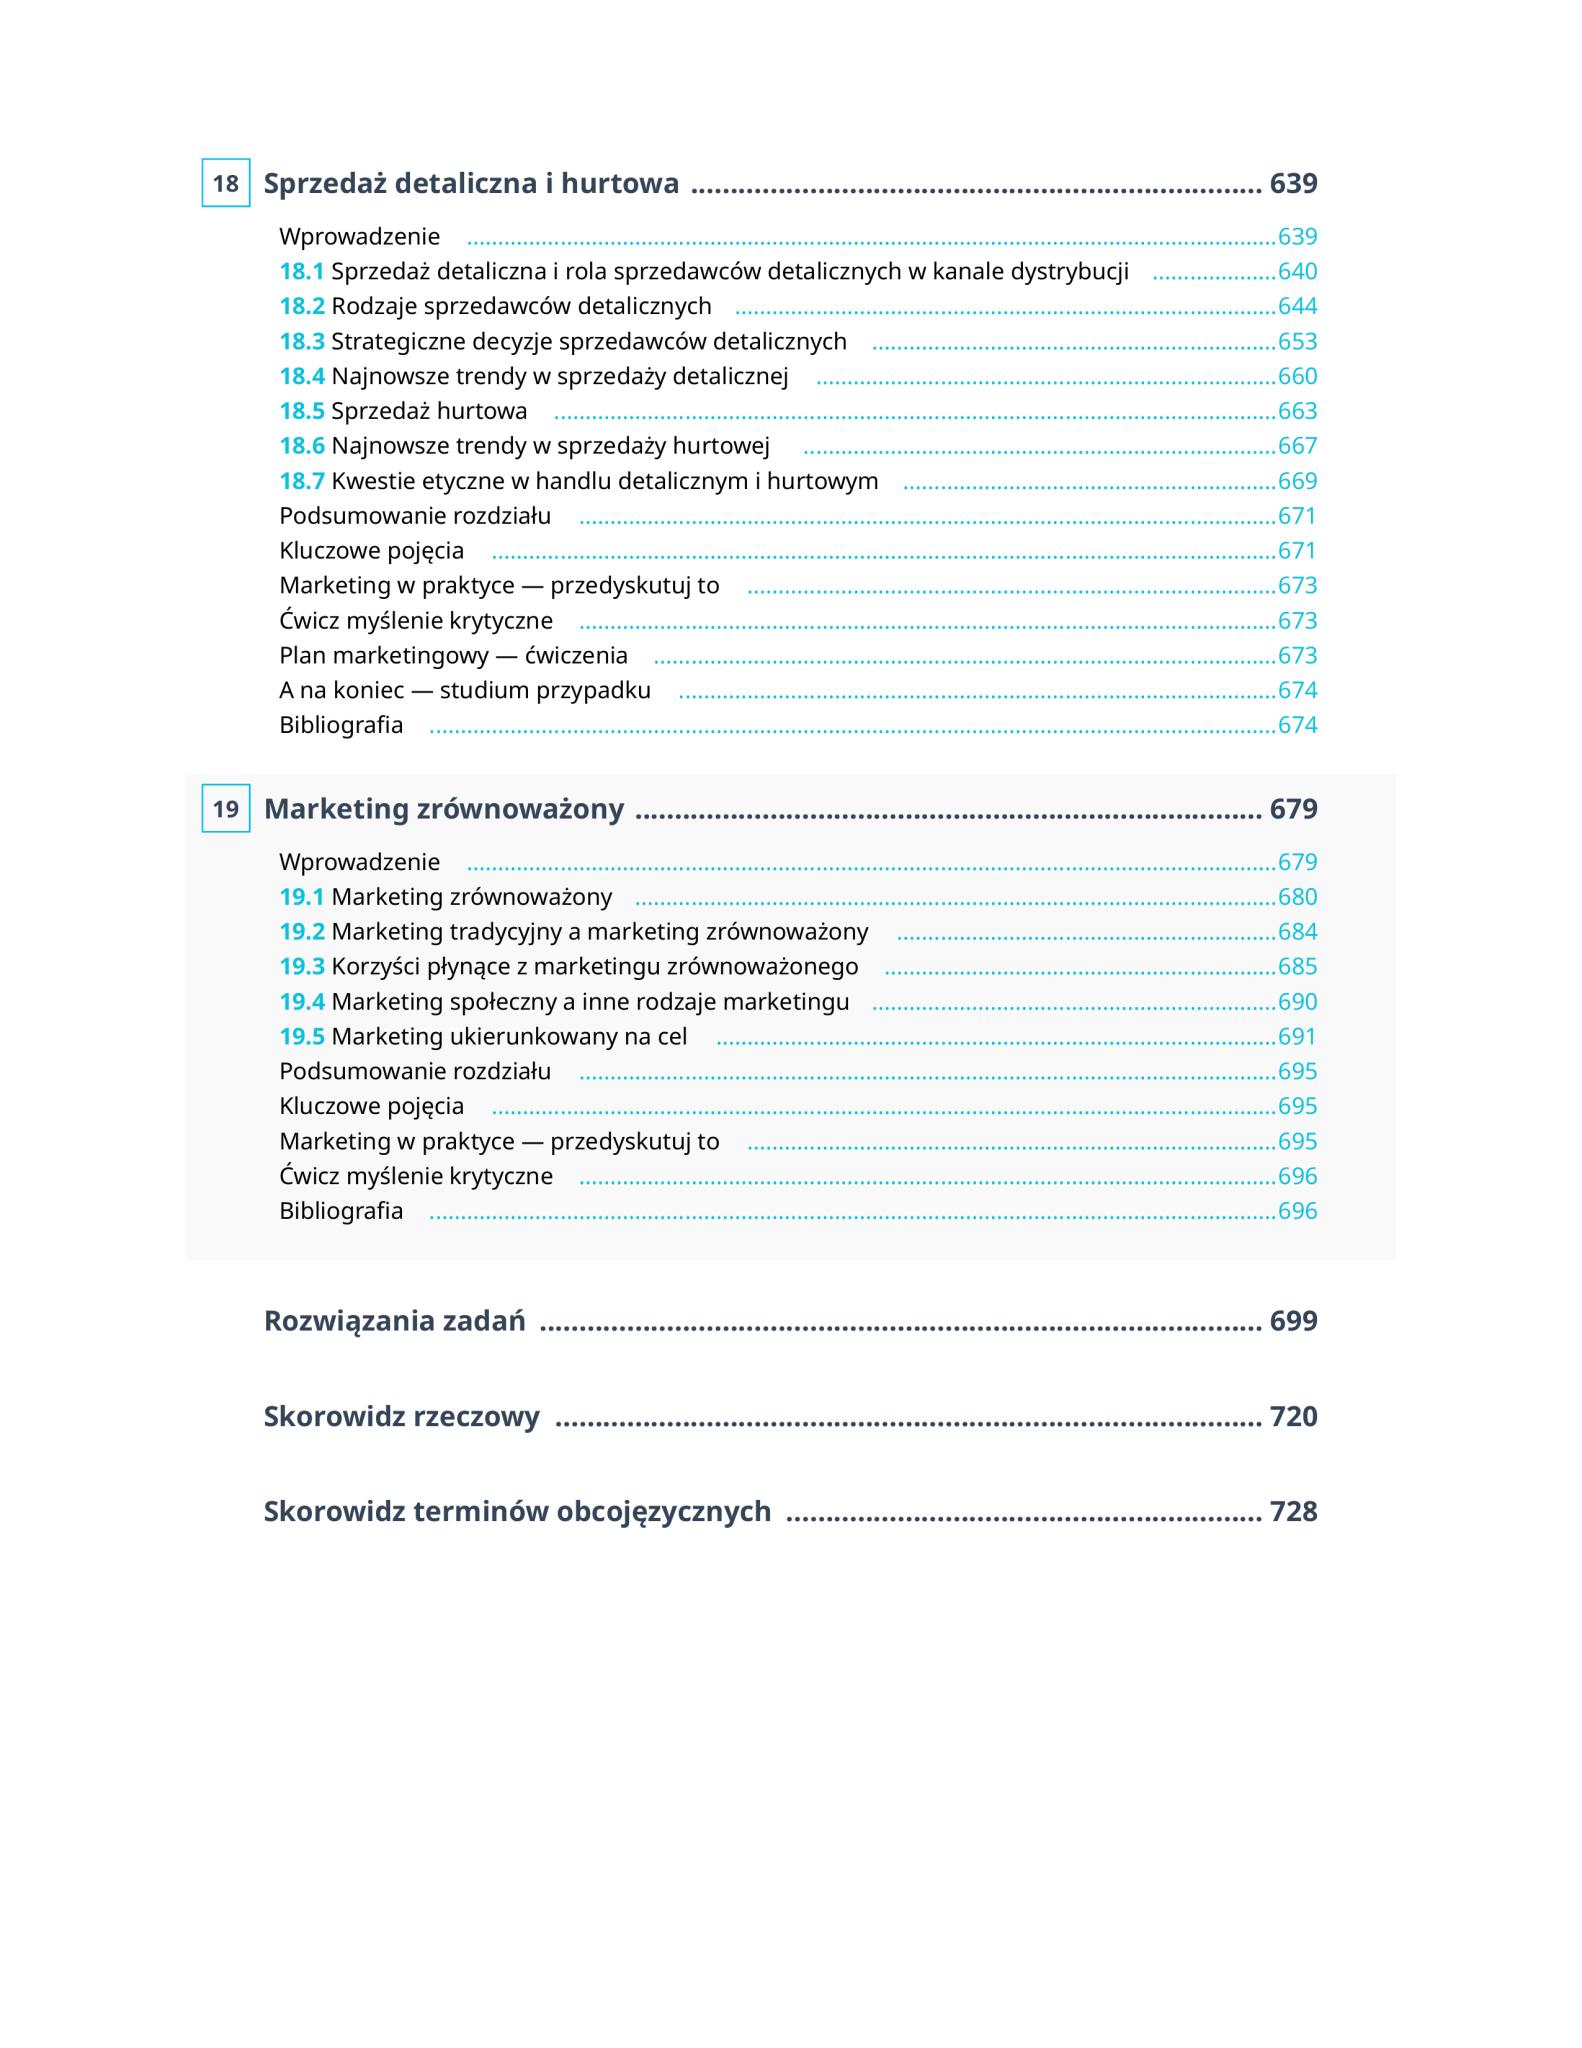 18 Sprzedaż detaliczna i hurtowa ........................................................................ 639
Wprowadzenie ........................................................................ 639
18.1 Sprzedaż detaliczna i rola sprzedawców detalicznych w kanale dystrybucji .................... 640
18.2 Rodzaje sprzedawców detalicznych ........................................................................ 644
18.3 Strategiczne decyzje sprzedawców detalicznych ............................................................ 653
18.4 Najnowsze trendy w sprzedaży detalicznej ............................................................ 660
18.5 Sprzedaż hurtowa ........................................................................ 663
18.6 Najnowsze trendy w sprzedaży hurtowej ............................................................ 667
18.7 Kwestie etyczne w handlu detalicznym i hurtowym ............................................................ 669
Podsumowanie rozdziału ........................................................................ 671
Kluczowe pojęcia ........................................................................ 671
Marketing w praktyce — przedyskutuj to ........................................................................ 673
Ćwicz myślenie krytyczne ........................................................................ 673
Plan marketingowy — ćwiczenia ........................................................................ 673
A na koniec — studium przypadku ........................................................................ 674
Bibliografia ........................................................................ 674
19 Marketing zrównoważony ........................................................................ 679
Wprowadzenie ........................................................................ 679
19.1 Marketing zrównoważony ........................................................................ 680
19.2 Marketing tradycyjny a marketing zrównoważony ............................................................ 684
19.3 Korzyści płynące z marketingu zrównoważonego ............................................................ 685
19.4 Marketing społeczny a inne rodzaje marketingu ............................................................ 690
19.5 Marketing ukierunkowany na cel ........................................................................ 691
Podsumowanie rozdziału ........................................................................ 695
Kluczowe pojęcia ........................................................................ 695
Marketing w praktyce — przedyskutuj to ........................................................................ 695
Ćwicz myślenie krytyczne ........................................................................ 696
Bibliografia ........................................................................ 696
Rozwiązania zadań ........................................................................ 699
Skorowidz rzeczowy ........................................................................ 720
Skorowidz terminów obcojęzycznych ............................................................ 728